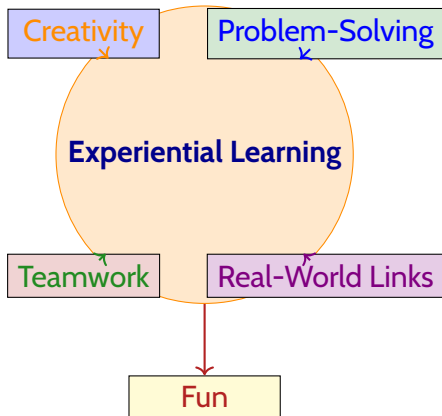 Creativity
Problem-Solving
Experiential Learning
Teamwork
Real-World Links
Fun